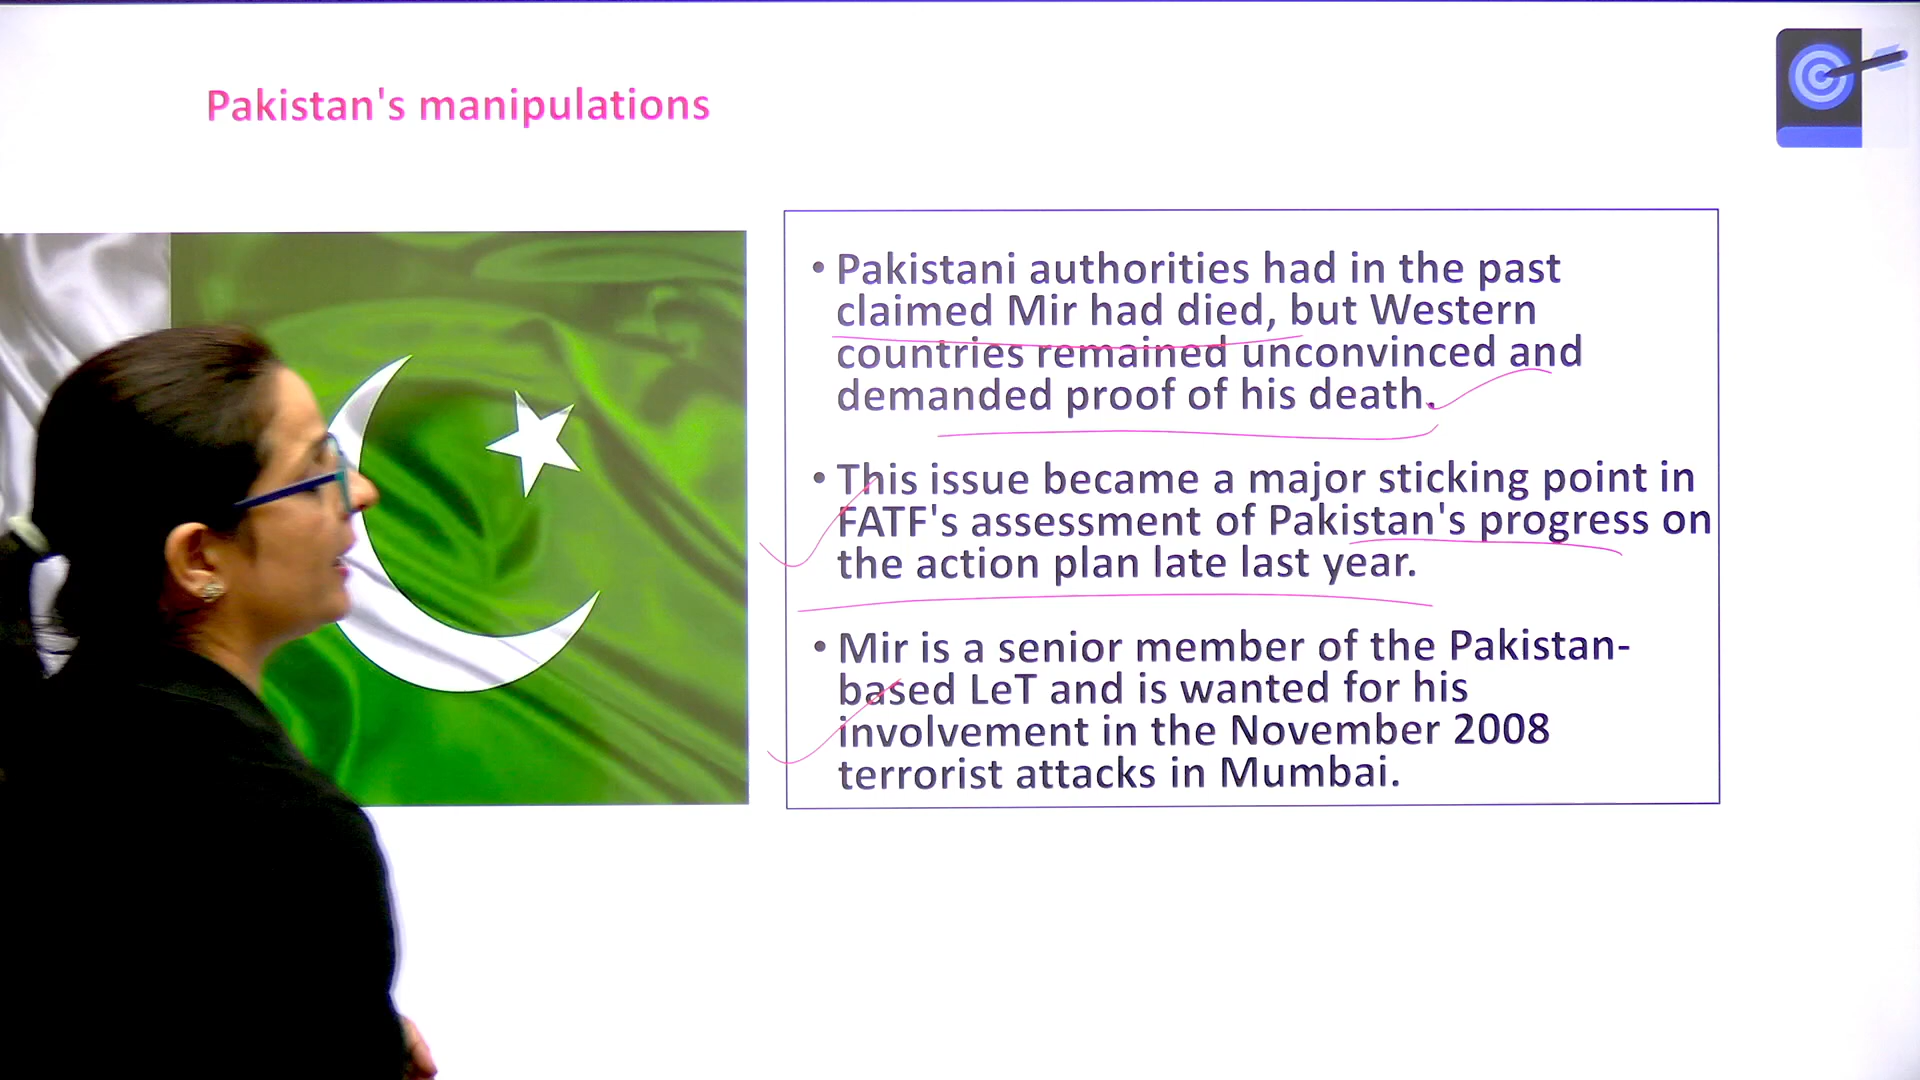 Pakistan's manipulations
• Pakistani authorities had in the past
claimed Mir had died, but Western
countries remained unconvinced and
demanded proof of his death.
• This issue became a major sticking point in
FATF's assessment of Pakistan's progress on
the action plan late last year.
• Mir is a senior member of the Pakistan-
based LeT and is wanted for his
involvement in the November 2008
terrorist attacks in Mumbai.